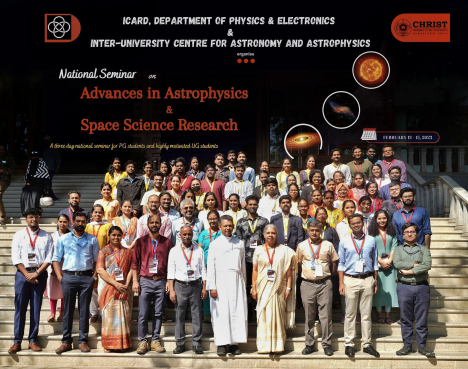 ICARD, DEPARTMENT OF PHYSICS & ELECTRONICS
&
INTER-UNIVERSITY CENTRE FOR ASTRONOMY AND ASTROPHYSICS
organise
CHRIST
National Seminar on
Advances in Astrophysics
&
Space Science Research
A three day national seminar for PG students and highly motivated UG students